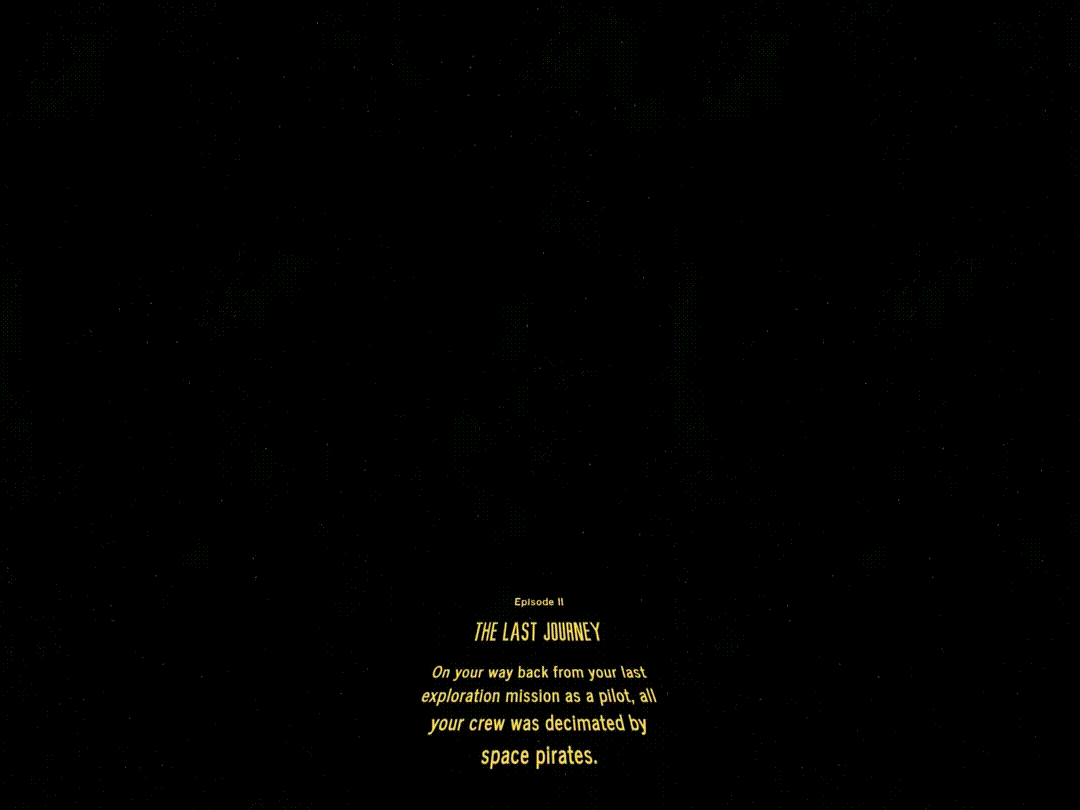 Episode II
THE LAST JOURNEY
On your way back from your last
exploration mission as a pilot, all
your crew was decimated by
space pirates.